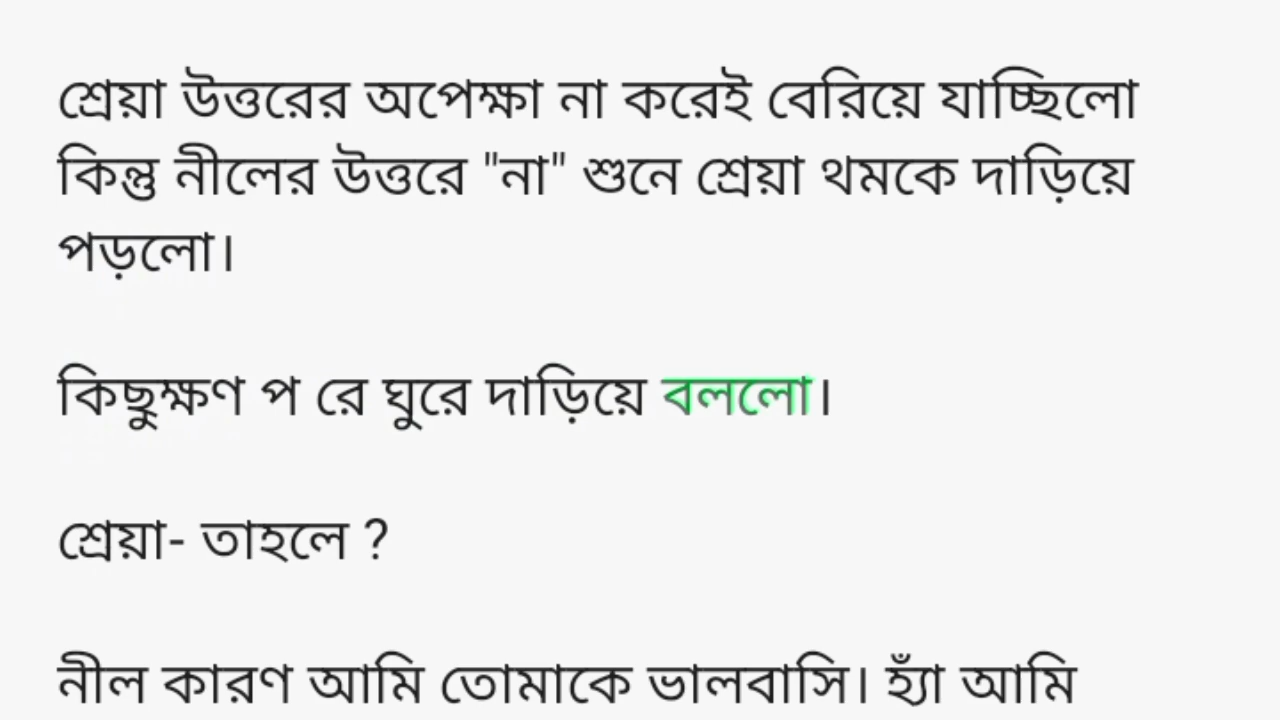 শ্রেয়া উত্তরের অপেক্ষা না করেই বেরিয়ে যাচ্ছিলো
কিন্তু নীলের উত্তরে "না" শুনে শ্রেয়া থমকে দাড়িয়ে
পড়লো।
কিছুক্ষণ প রে ঘুরে দাড়িয়ে বললো।
শ্রেয়া- তাহলে ?
নীল কারণ আমি তোমাকে ভালবাসি। হ্যাঁ আমি